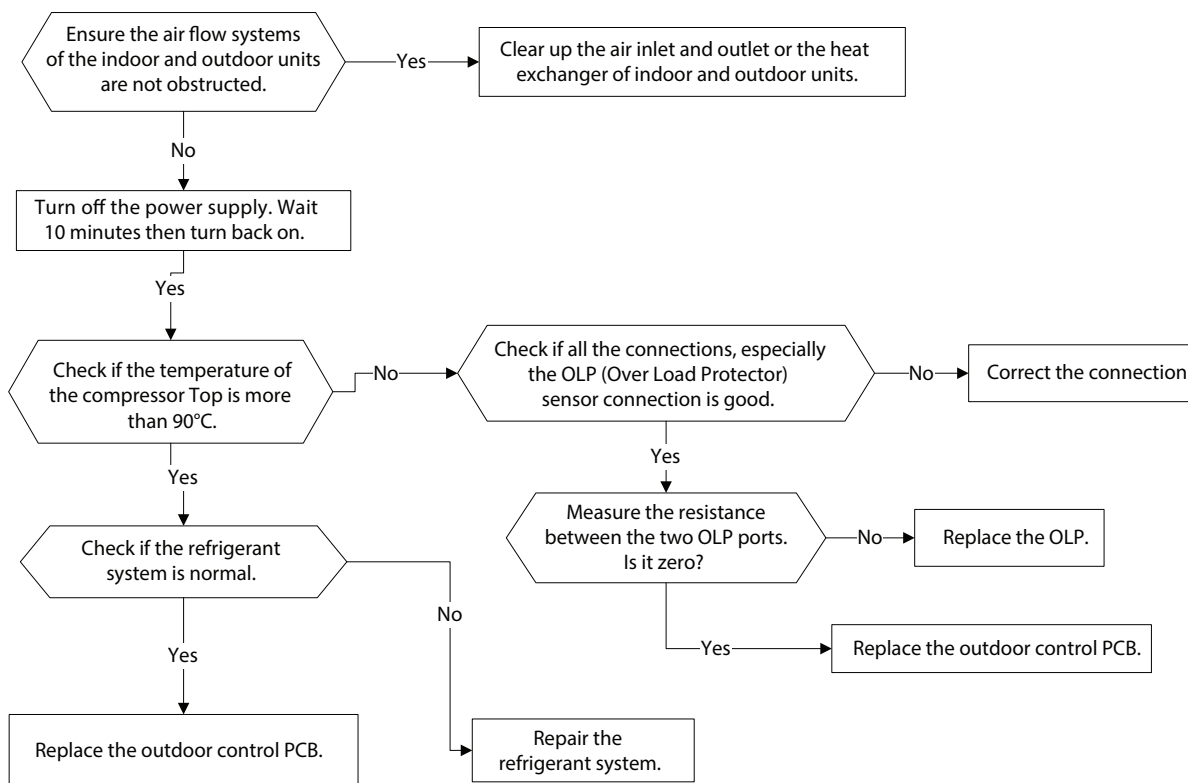 Ensure the air flow systems
of the indoor and outdoor units
are not obstructed.
Yes
Clear up the air inlet and outlet or the heat
exchanger of indoor and outdoor units.
No
Turn off the power supply. Wait
10 minutes then turn back on.
Yes
Check if the temperature of
the compressor Top is more
than 90°C.
No
Check if all the connections, especially
the OLP (Over Load Protector)
sensor connection is good.
No
Correct the connection
Yes
Yes
Measure the resistance
between the two OLP ports.
Is it zero?
No
Replace the OLP.
Check if the refrigerant
system is normal.
No
Yes
Yes
Replace the outdoor control PCB.
Replace the outdoor control PCB.
Repair the
refrigerant system.